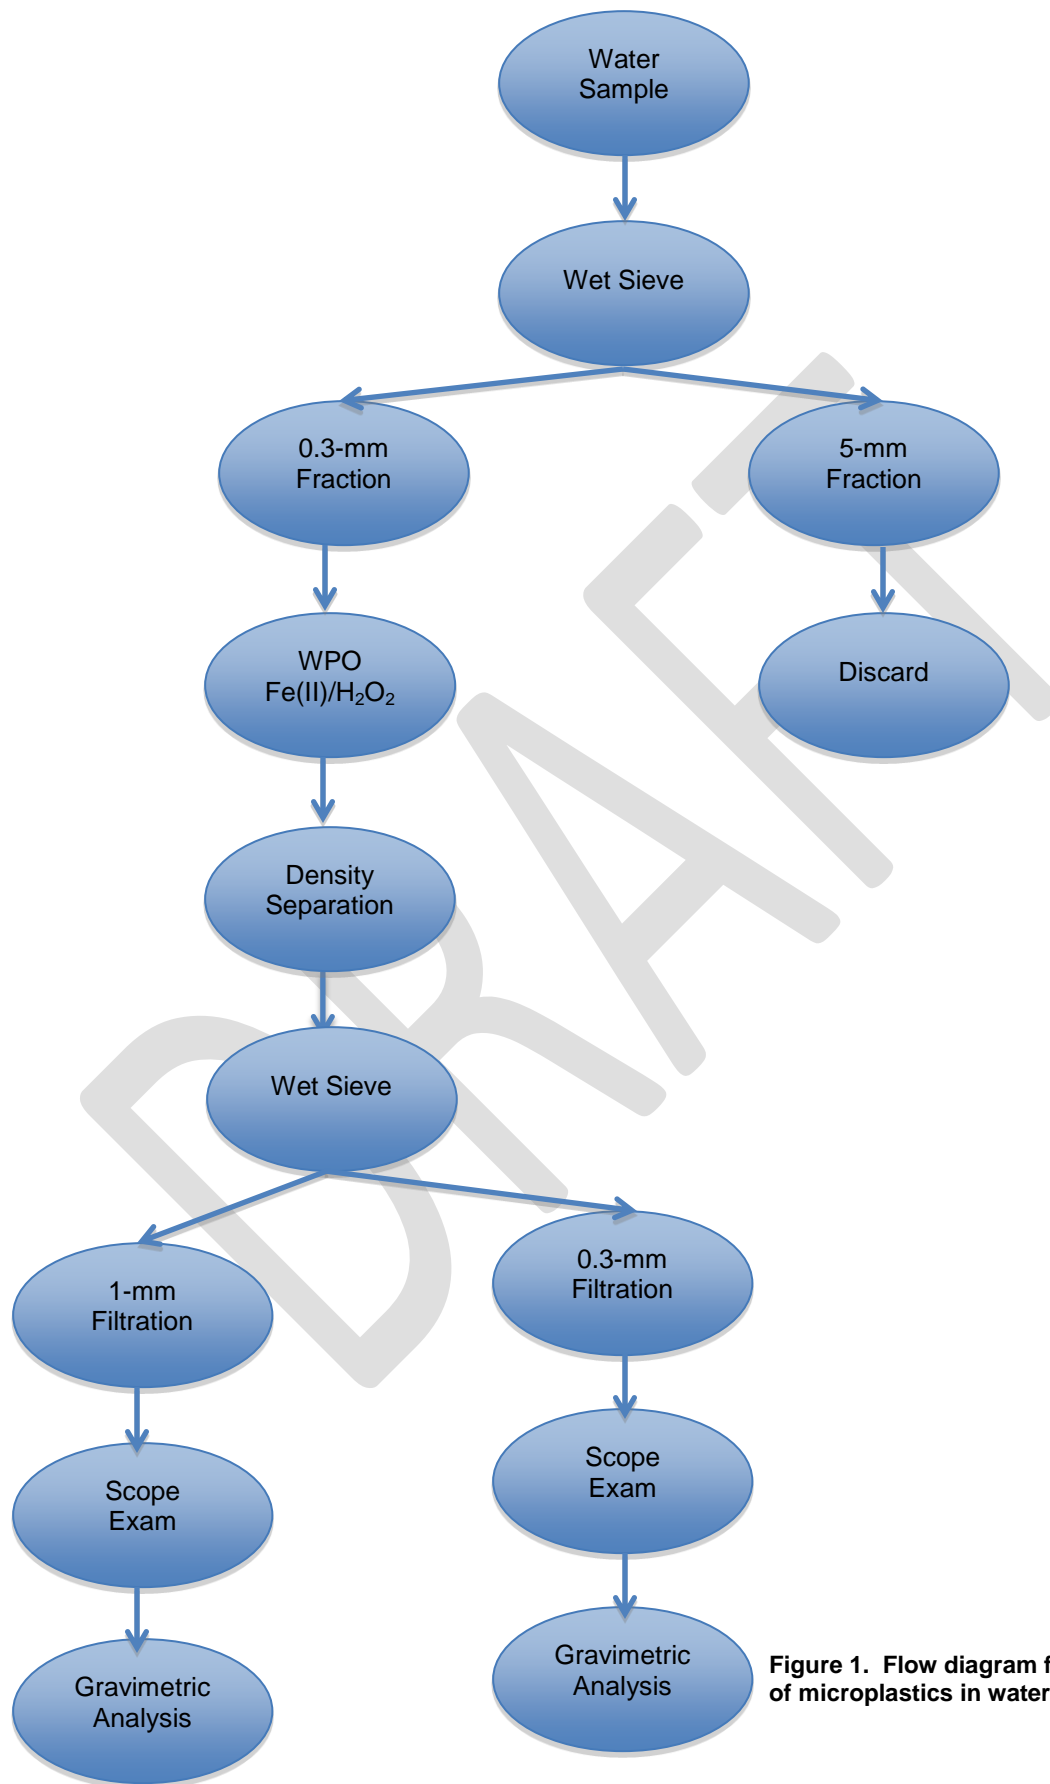 Water
Sample
Wet Sieve
0.3-mm
Fraction
5-mm
Fraction
WPO
Fe(II)/H₂O₂
Discard
Density
Separation
Wet Sieve
1-mm
Filtration
0.3-mm
Filtration
Scope
Exam
Scope
Exam
Gravimetric
Analysis
Gravimetric
Analysis
Figure 1. Flow diagram
of microplastics in water
DRAFT